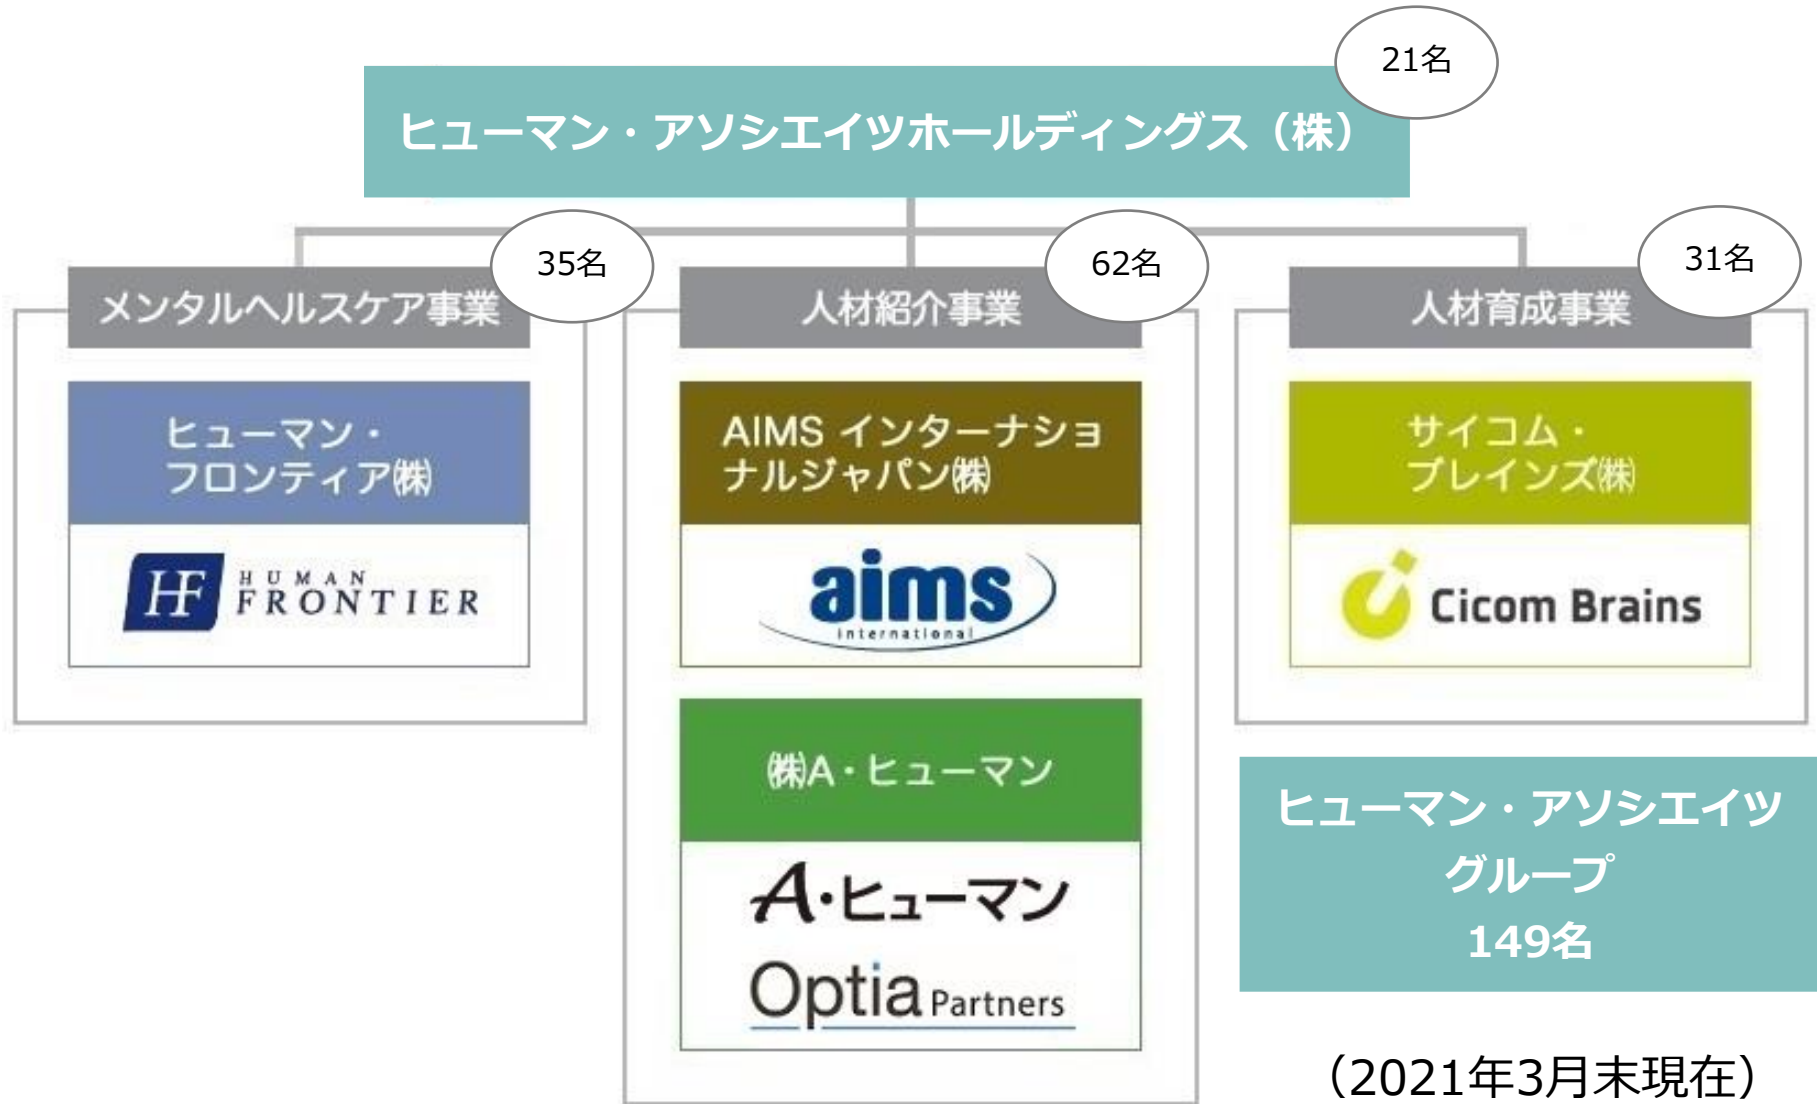 21名
ヒューマン・アソシエイツホールディングス（株）
35名
62名
31名
メンタルヘルスケア事業
人材紹介事業
人材育成事業
ヒューマン・
フロンティア㈱
HF HUMAN
FRONTIER
AIMS インターナショ
ナルジャパン㈱
aims
international
サイコム・
ブレインズ㈱
Cicom Brains
㈱A・ヒューマン
A・ヒューマン
Optia Partners
ヒューマン・アソシエイツ
グループ
149名
（2021年3月末現在）